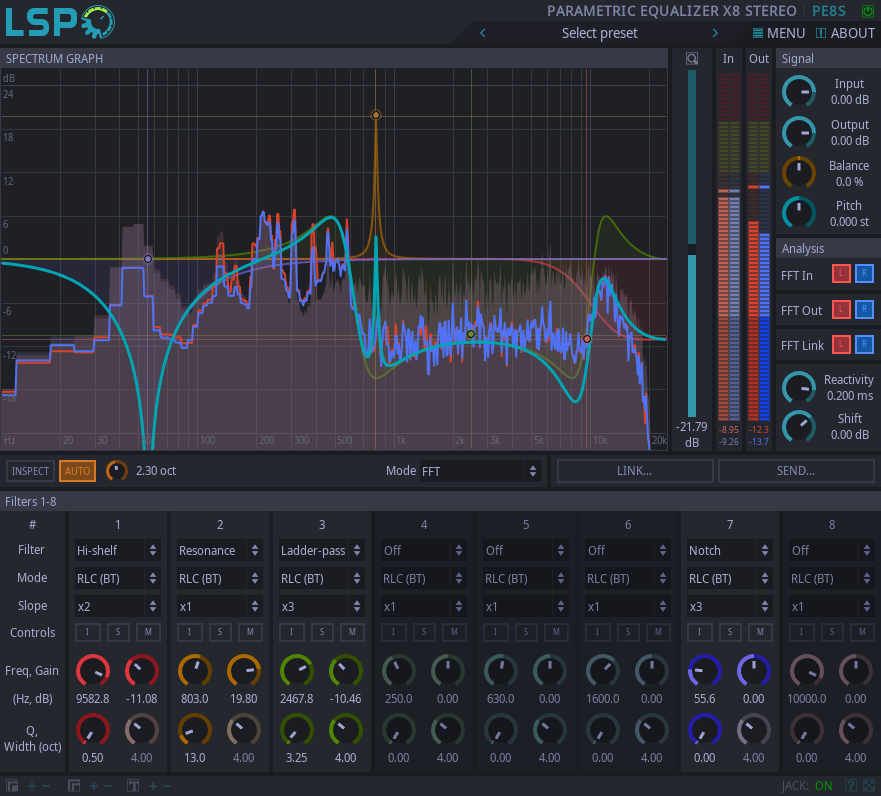 LSP
PARAMETRIC EQUALIZER X8 STEREO PE8S
Select preset
MENU ABOUT
SPECTRUM GRAPH
In Out Signal
dB
24
18
12
6
0
-6
-12
-18
Hz 20 30 50 100 200 300 500 1k 2k 3k 5k 10k 20k
-21.79
dB
-8.95 -12.3
-9.26 -13.7
Input
0.00 dB
Output
0.00 dB
Balance
0.0 %
Pitch
0.000 st
Analysis
FFT In L R
FFT Out L R
FFT Link L R
Reactivity
0.200 ms
Shift
0.00 dB
INSPECT AUTO 2.30 oct Mode FFT LINK... SEND...
Filters 1-8
# 1 2 3 4 5 6 7 8
Filter Hi-shelf Resonance Ladder-pass Off Off Off Notch Off
Mode RLC (BT) RLC (BT) RLC (BT) RLC (BT) RLC (BT) RLC (BT) RLC (BT) RLC (BT)
Slope x2 x1 x3 x1 x1 x1 x3 x1
Controls I S M I S M I S M I S M I S M I S M I S M I S M
Freq, Gain
(Hz, dB) 9582.8 -11.08 803.0 19.80 2467.8 -10.46 250.0 0.00 630.0 0.00 1600.0 0.00 55.6 0.00 10000.0 0.00
Q,
Width (oct)
0.50 4.00 13.0 4.00 3.25 4.00 0.00 4.00 0.00 4.00 0.00 4.00 0.00 4.00 0.00 4.00
JACK: ON ?